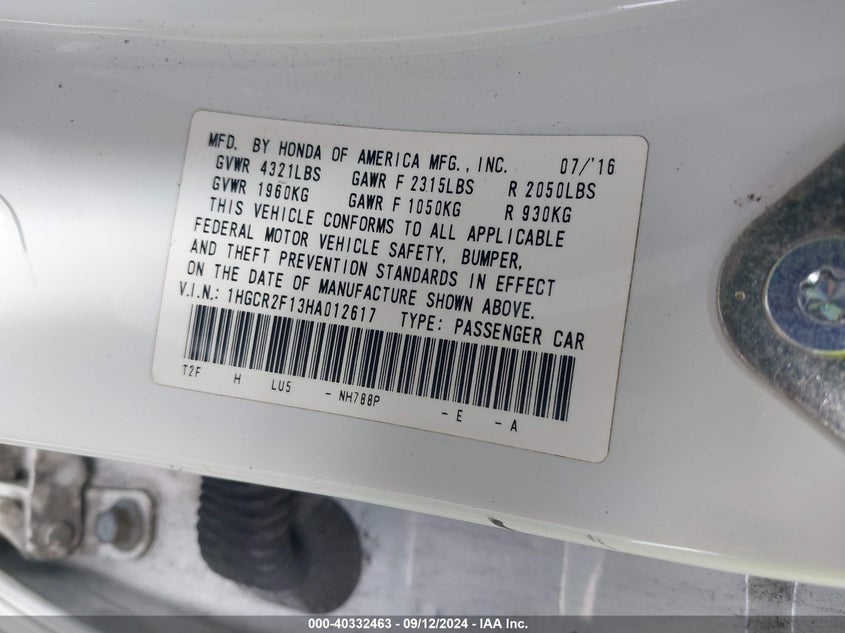 MFD. BY HONDA OF AMERICA MFG., INC. 07/'16
GVWR 4321LBS GAWR F 2315LBS R 2050LBS
GVWR 1960KG GAWR F 1050KG R 930KG
THIS VEHICLE CONFORMS TO ALL APPLICABLE
FEDERAL MOTOR VEHICLE SAFETY, BUMPER,
AND THEFT PREVENTION STANDARDS IN EFFECT
ON THE DATE OF MANUFACTURE SHOWN ABOVE.
V.I.N.: 1HGCR2F13HA012617 TYPE: PASSENGER CAR
T2F H LU5 - NH788P - E - A
000-40332463 - 09/12/2024 - IAA Inc.